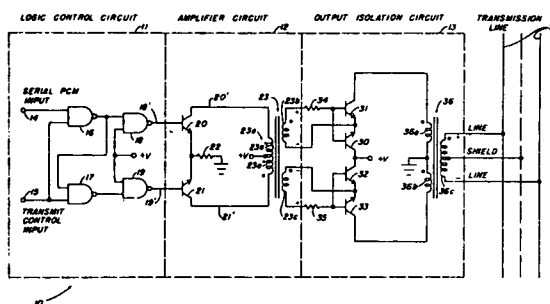 LOGIC CONTROL CIRCUIT 11
AMPLIFIER CIRCUIT 12
OUTPUT ISOLATION CIRCUIT 13
TRANSMISSION LINE
SERIAL PCM INPUT
14
16
18
18'
20
20'
23
23a
23b
34
31
36
36a
LINE
+V
22
+V
30
+V
SHIELD
15
17
19
19'
21
21'
23a
23c
35
32
33
36b
36c
LINE
TRANSMIT CONTROL INPUT
10